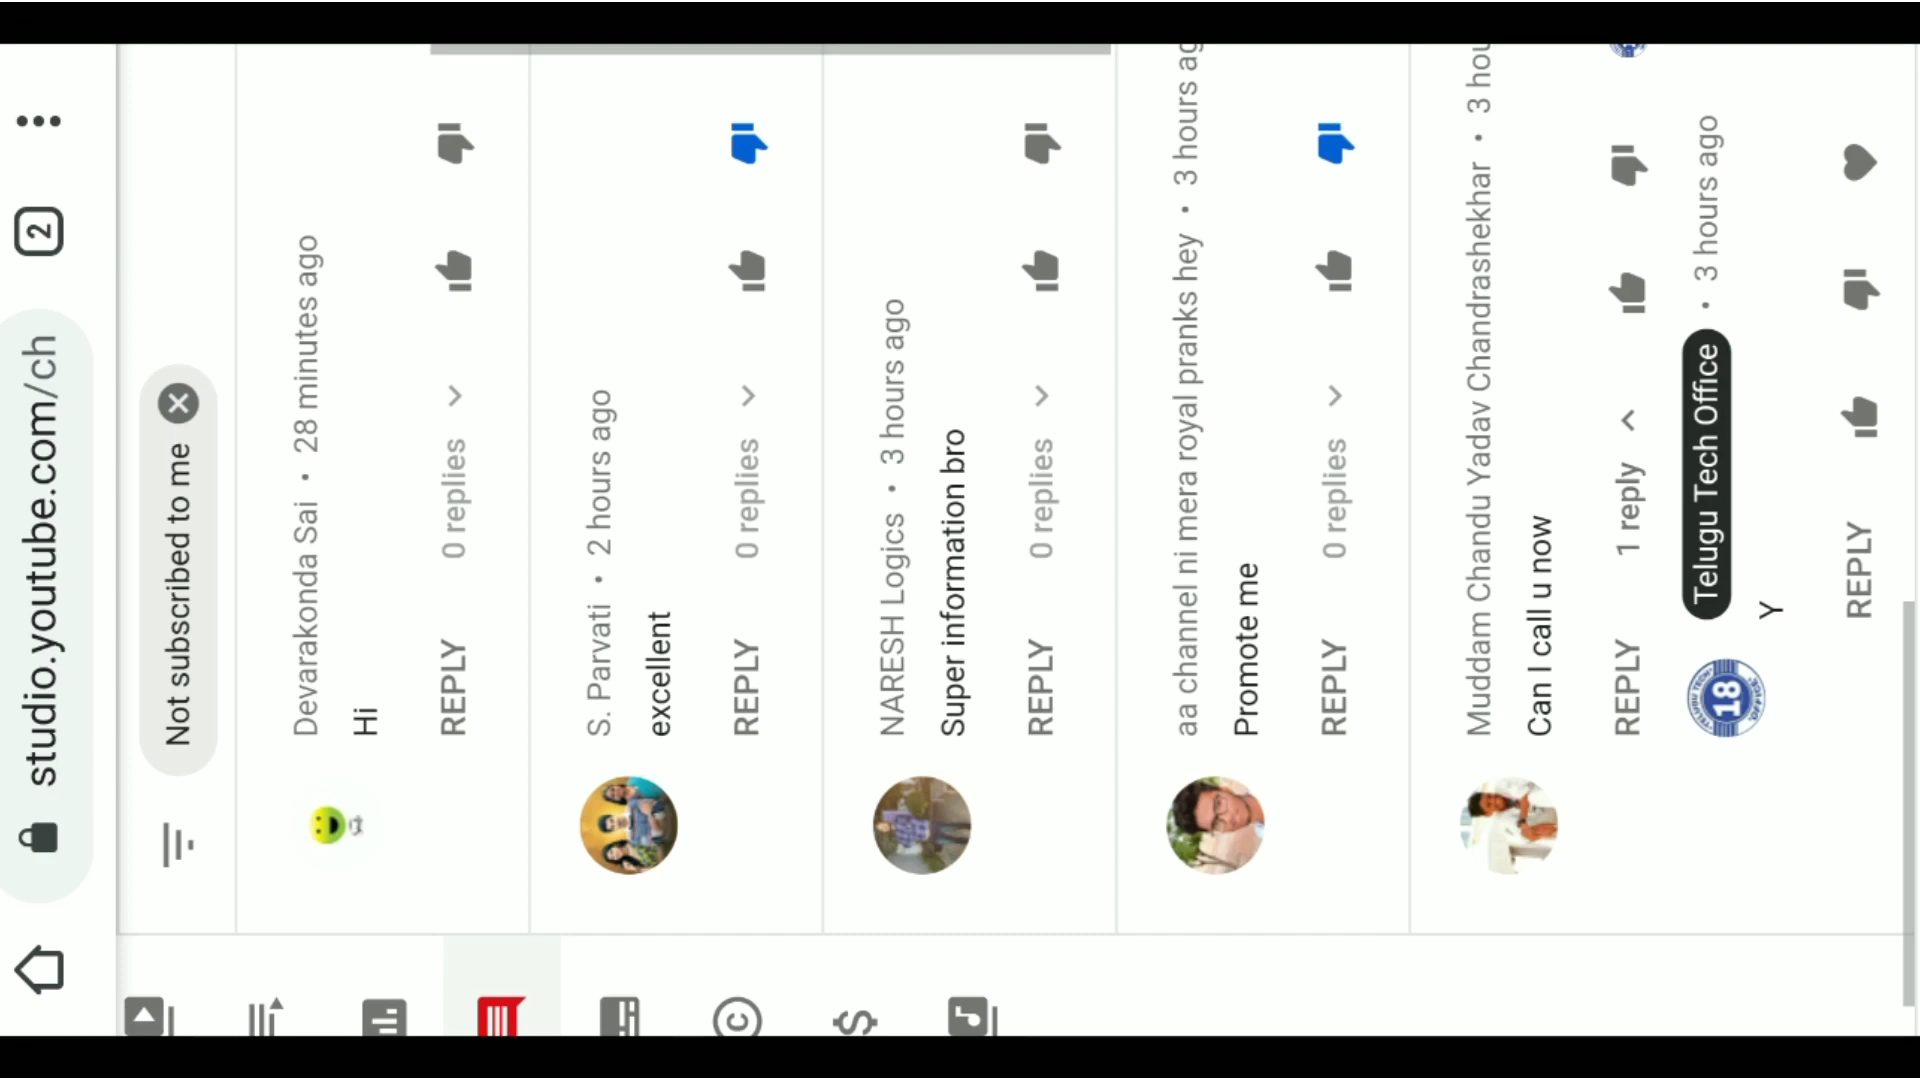 2
studio.youtube.com/ch
Not subscribed to me
Devarakonda Sai • 28 minutes ago
Hi
REPLY 0 replies
S. Parvati • 2 hours ago
excellent
REPLY 0 replies
NARESH Logics • 3 hours ago
Super information bro
REPLY 0 replies
aa channel ni mera royal pranks hey • 3 hours ag
Promote me
REPLY 0 replies
Muddam Chandu Yadav Chandrashekhar • 3 hou
Can I call u now
REPLY 1 reply
18
Telugu Tech Office • 3 hours ago
Y
REPLY